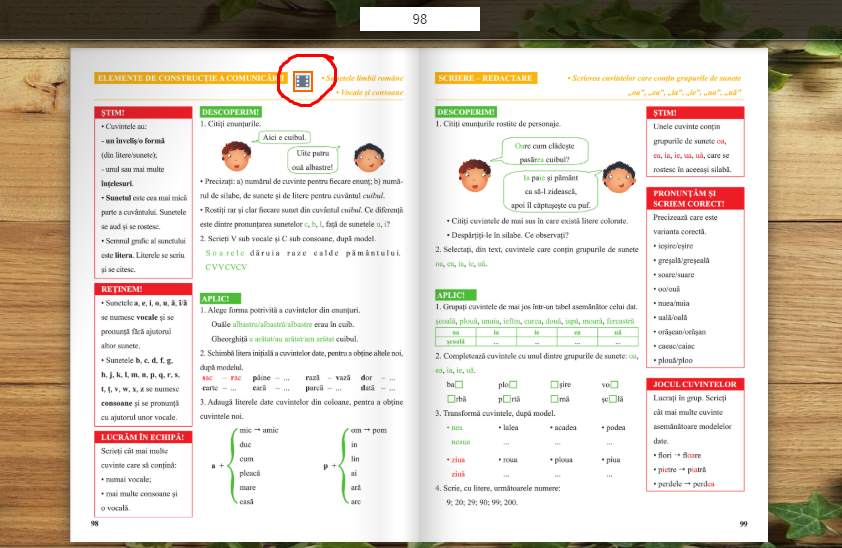 98
ELEMENTE DE CONSTRUCȚIE A COMUNICĂRII
• Sunetele limbii române
• Vocale și consoane
ȘTIM!
• Cuvintele au:
- un înveliș/o formă
(din litere/sunete);
- unul sau mai multe
înțelesuri.
• Sunetul este cea mai mică
parte a cuvântului. Sunetele
se aud și se rostesc.
• Semnul grafic al sunetului
este litera. Literele se scriu
și se citesc.
REȚINEM!
• Sunetele a, e, i, o, u, ă, î/â
se numesc vocale și se
pronunță fără ajutorul
altor sunete.
• Sunetele b, c, d, f, g,
h, j, k, l, m, n, p, q, r, s,
ș, t, ț, v, w, x, z se numesc
consoane și se pronunță
cu ajutorul unor vocale.
LUCRĂM ÎN ECHIPĂ!
Scrieți cât mai multe
cuvinte care să conțină:
• numai vocale;
• mai multe consoane și
o vocală.
DESCOPERIM!
1. Citiți enunțurile.
Aici e cuibul.
Uite patru
ouă albastre!
• Precizați: a) numărul de cuvinte pentru fiecare enunț; b) numă-
rul de silabe, de sunete și de litere pentru cuvântul cuibul.
• Rostiți rar și clar fiecare sunet din cuvântul cuibul. Ce diferență
este dintre pronunțarea sunetelor c, b, l, față de sunetele u, i?
2. Scrieți V sub vocale și C sub consoane, după model.
Soarele dăruia raze calde pământului.
CVVCVCV
APLIC!
1. Alege forma potrivită a cuvintelor din enunțuri.
Ouăle albastru/albastră/albastre erau în cuib.
Gheorghiță a arătat/au arătat/am arătat cuibul.
2. Schimbă litera inițială a cuvintelor date, pentru a obține altele noi,
după modelul.
sac – rac pâine – ... rază – vază dor – ...
carte – ... cară – ... parcă – ... dată – ...
3. Adaugă literele date cuvintelor din coloane, pentru a obține
cuvintele noi.
a + mic → amic
duc
cum
pleacă
mare
casă
p + om → pom
in
lin
ai
ară
arc
98
SCRIERE – REDACTARE
• Scrierea cuvintelor care conțin grupurile de sunete
„oa”, „ea”, „ia”, „ie”, „ua”, „uă”
DESCOPERIM!
1. Citiți enunțurile rostite de personaje.
Oare cum clădește
pasărea cuibul?
Ia paie și pământ
ca să-l zidească,
apoi îl căptușește cu puf.
• Citiți cuvintele de mai sus în care există litere colorate.
• Despărțiți-le în silabe. Ce observați?
2. Selectați, din text, cuvintele care conțin grupurile de sunete
oa, ea, ia, ie, uă.
APLIC!
1. Grupați cuvintele de mai jos într-un tabel asemănător celui dat.
școală, plouă, unuia, ieftin, curea, două, iapă, moară, fereastră
oa ia ie ea uă
școală ... ... ... ...
2. Completează cuvintele cu unul dintre grupurile de sunete: oa,
ea, ia, ie, uă.
ba□ plo□ □șire vo□
□rbă p□rtă □rnă șc□lă
3. Transformă cuvintele, după model.
• nea • lalea • acadea • podea
neaua ... ... ...
• ziua • roua • ploua • piua
ziuă ... ... ...
4. Scrie, cu litere, următoarele numere:
9; 20; 29; 90; 99; 200.
ȘTIM!
Unele cuvinte conțin
grupurile de sunete oa,
ea, ia, ie, ua, uă, care se
rostesc în aceeași silabă.
PRONUNȚĂM ȘI
SCRIEM CORECT!
Precizează care este
varianta corectă.
• ieșire/eșire
• greșală/greșeală
• soare/suare
• oo/ouă
• nuea/nuia
• uală/oală
• orășean/orășan
• caeac/caiac
• plouă/ploo
JOCUL CUVINTELOR
Lucrați în grup. Scrieți
cât mai multe cuvinte
asemănătoare modelelor
date.
• flori → floare
• pietre → piatră
• perdele → perdea
99